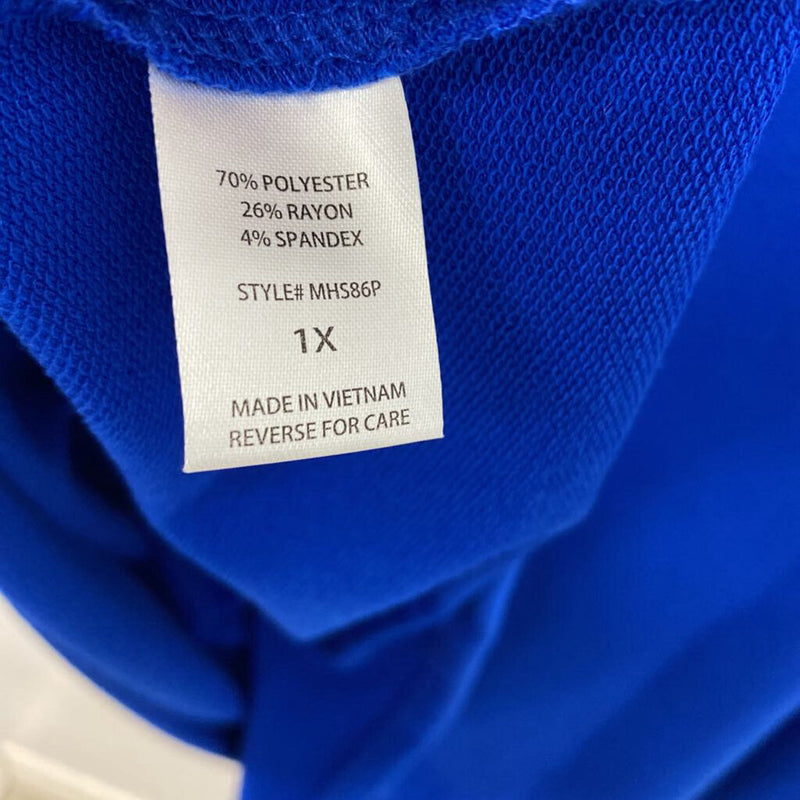 70% POLYESTER
26% RAYON
4% SPANDEX
STYLE# MHS86P
1X
MADE IN VIETNAM
REVERSE FOR CARE